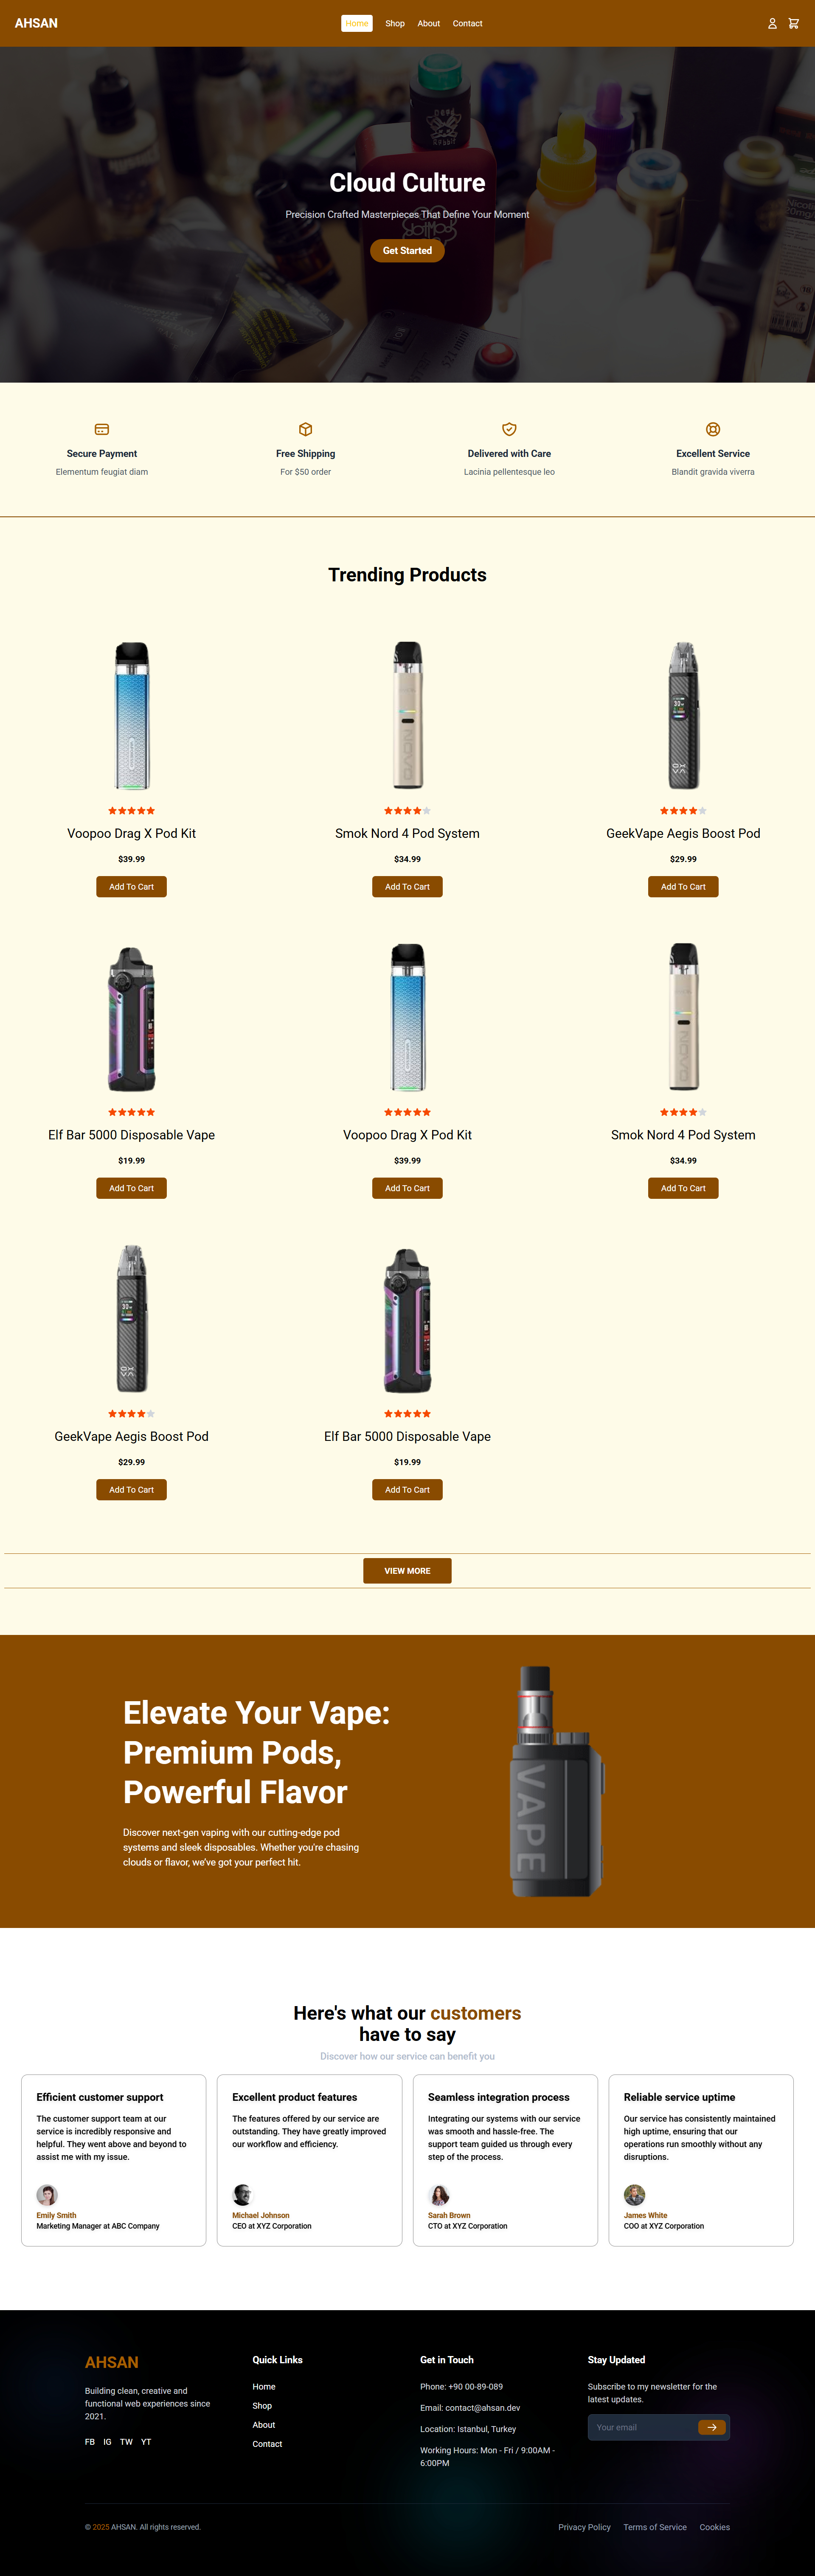 AHSAN
Home Shop About Contact
Cloud Culture
Precision Crafted Masterpieces That Define Your Moment
Get Started
Secure Payment
Elementum feugiat diam
Free Shipping
For $50 order
Delivered with Care
Lacinia pellentesque leo
Excellent Service
Blandit gravida viverra
Trending Products
Voopoo Drag X Pod Kit
$39.99
Add To Cart
NOVO
Smok Nord 4 Pod System
$34.99
Add To Cart
GeekVape Aegis Boost Pod
$29.99
Add To Cart
Elf Bar 5000 Disposable Vape
$19.99
Add To Cart
Voopoo Drag X Pod Kit
$39.99
Add To Cart
NOVO
Smok Nord 4 Pod System
$34.99
Add To Cart
GeekVape Aegis Boost Pod
$29.99
Add To Cart
Elf Bar 5000 Disposable Vape
$19.99
Add To Cart
VIEW MORE
Elevate Your Vape:
Premium Pods,
Powerful Flavor
Discover next-gen vaping with our cutting-edge pod
systems and sleek disposables. Whether you're chasing
clouds or flavor, we've got your perfect hit.
VAPE
Here's what our customers
have to say
Discover how our service can benefit you
Efficient customer support
The customer support team at our
service is incredibly responsive and
helpful. They went above and beyond to
assist me with my issue.
Emily Smith
Marketing Manager at ABC Company
Excellent product features
The features offered by our service are
outstanding. They have greatly improved
our workflow and efficiency.
Michael Johnson
CEO at XYZ Corporation
Seamless integration process
Integrating our systems with our service
was smooth and hassle-free. The
support team guided us through every
step of the process.
Sarah Brown
CTO at XYZ Corporation
Reliable service uptime
Our service has consistently maintained
high uptime, ensuring that our
operations run smoothly without any
disruptions.
James White
COO at XYZ Corporation
AHSAN
Building clean, creative and
functional web experiences since
2021.
FB IG TW YT
Quick Links
Home
Shop
About
Contact
Get in Touch
Phone: +90 00-89-089
Email: contact@ahsan.dev
Location: Istanbul, Turkey
Working Hours: Mon - Fri / 9:00AM -
6:00PM
Stay Updated
Subscribe to my newsletter for the
latest updates.
Your email
© 2025 AHSAN. All rights reserved.
Privacy Policy Terms of Service Cookies